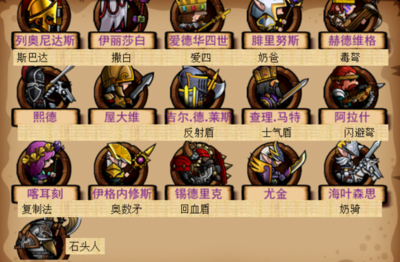 列奥尼达斯 伊丽莎白 爱德华四世 腓里努斯 赫德维格
斯巴达 撒白 爱四 奶爸 毒弩
熙德 屋大维 吉尔.德.莱斯 查理.马特 阿拉什
反射盾 士气盾 闪避弩
喀耳刻 伊格内修斯 锡德里克 尤金 海叶森思
复制法 奥数矛 回血盾 奶骑
石头人